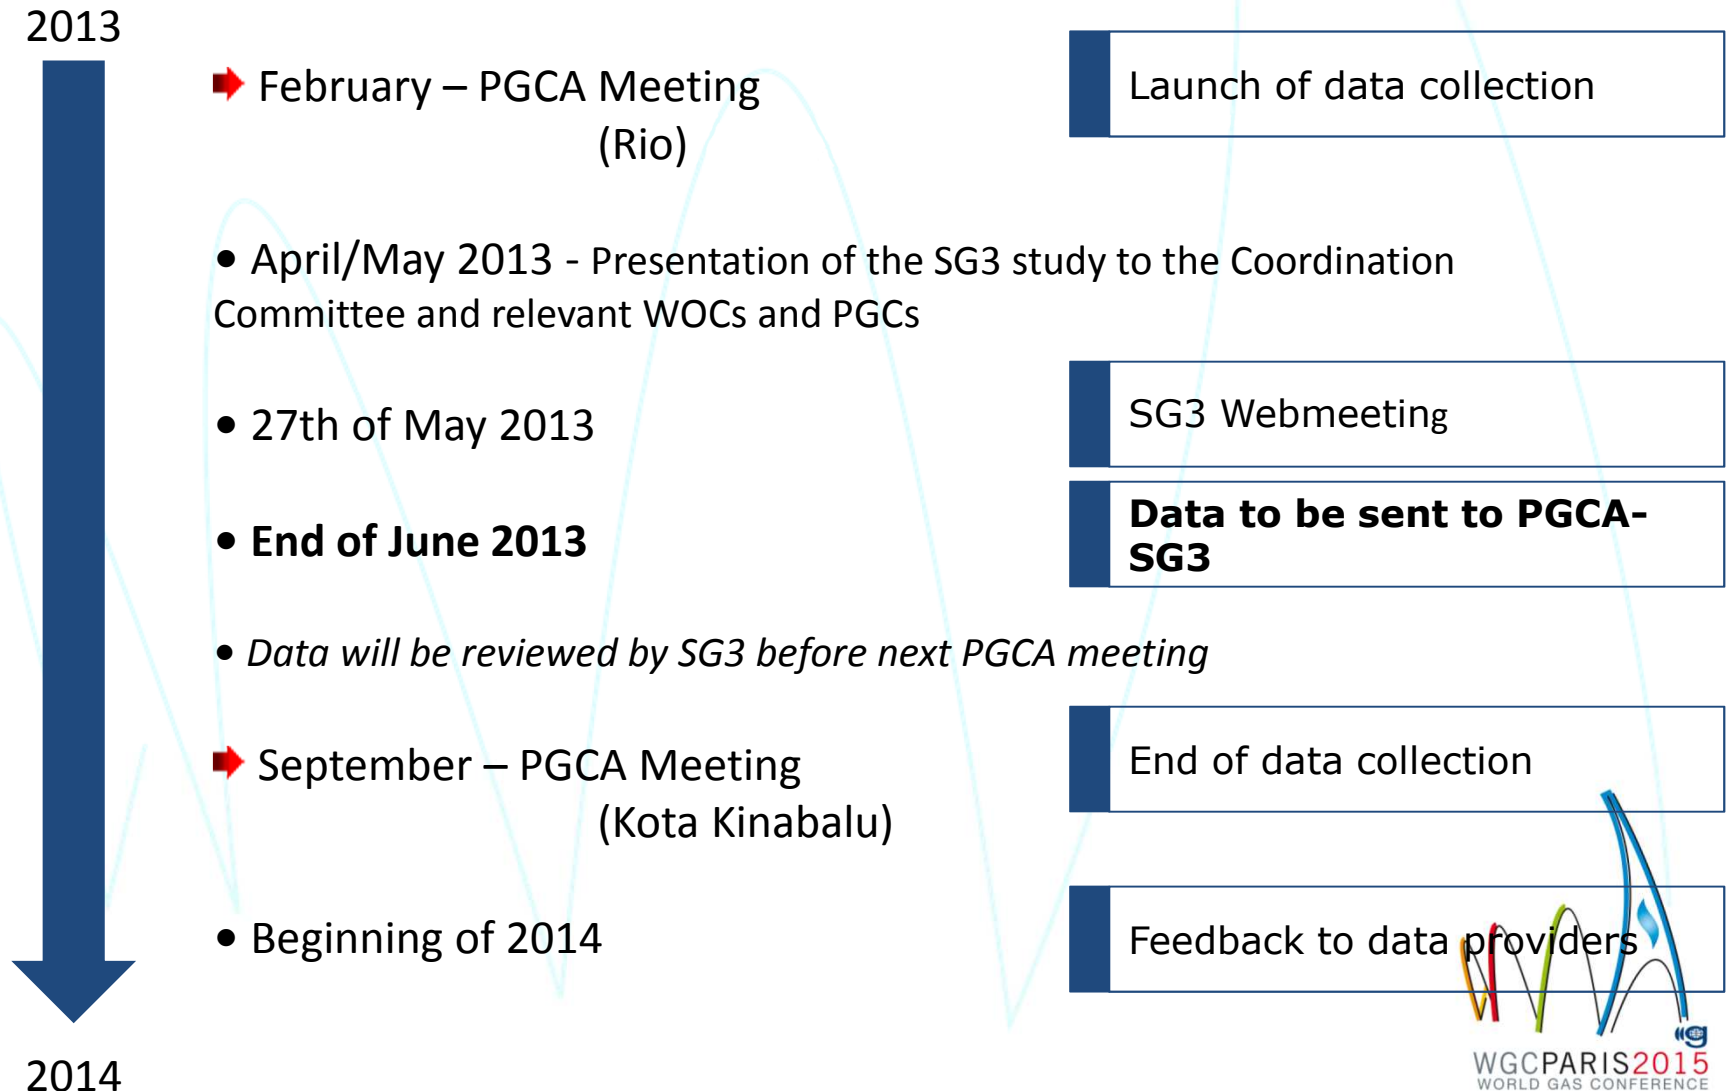 2013
➡ February – PGCA Meeting
(Rio)
Launch of data collection
• April/May 2013 - Presentation of the SG3 study to the Coordination
Committee and relevant WOCs and PGCs
• 27th of May 2013
SG3 Webmeeting
• End of June 2013
Data to be sent to PGCA-
SG3
• Data will be reviewed by SG3 before next PGCA meeting
➡ September – PGCA Meeting
(Kota Kinabalu)
End of data collection
• Beginning of 2014
Feedback to data providers
2014
WGCPARIS2015
WORLD GAS CONFERENCE